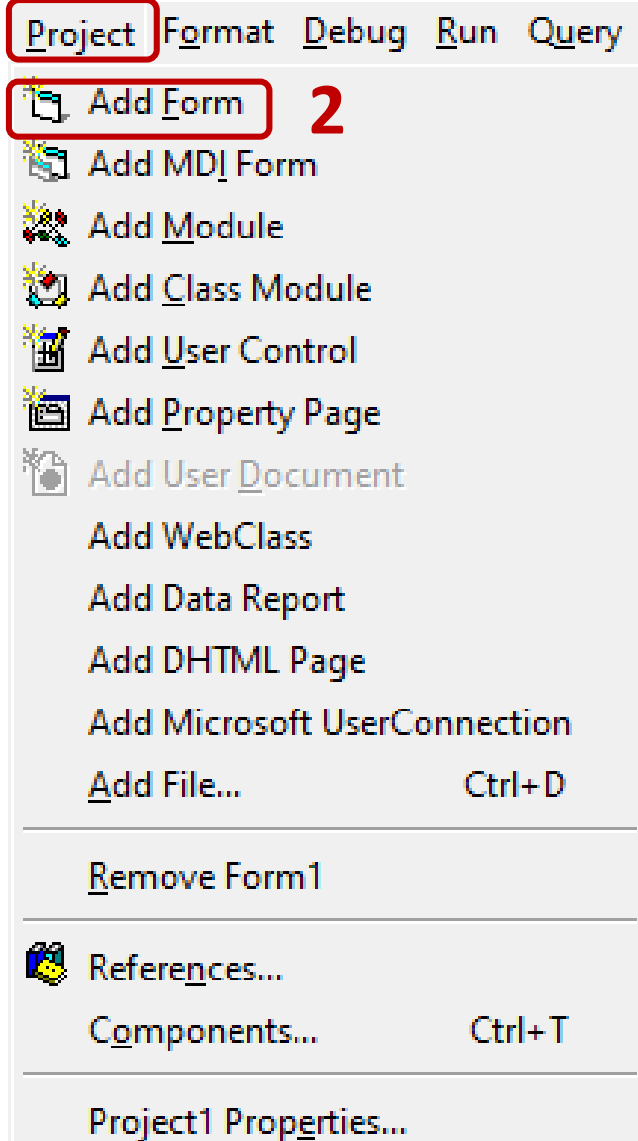 Project Format Debug Run Query
Add Form 2
Add MDI Form
Add Module
Add Class Module
Add User Control
Add Property Page
Add User Document
Add WebClass
Add Data Report
Add DHTML Page
Add Microsoft UserConnection
Add File... Ctrl+D
Remove Form1
References...
Components... Ctrl+T
Project1 Properties...